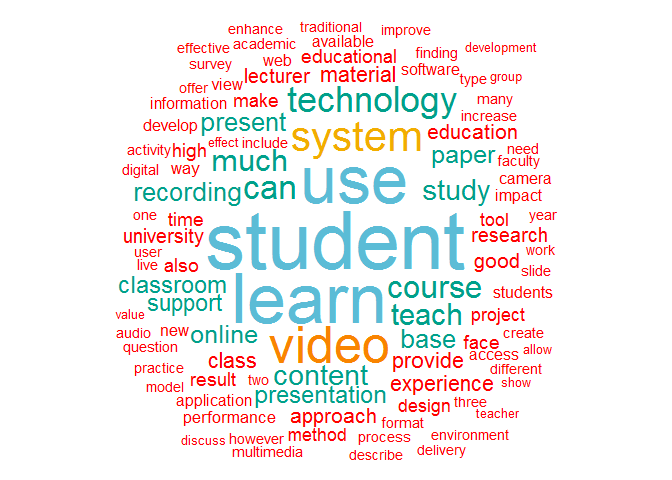 enhance traditional improve
effective academic available finding development
survey web educational software type group
offer view lecturer material many
information make technology increase
develop present system education
activity high effect include much paper need faculty
digital way recording can use study camera impact
one time student tool year
university research work
user good slide
live also learn course students
classroom support
value teach project
audio new online video base face create
question class provide access allow
practice result two content experience different show
model application presentation design three
performance approach format teacher
discuss however method process environment
multimedia describe delivery